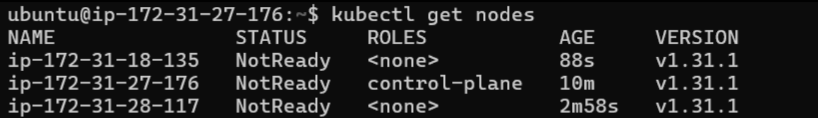 ubuntu@ip-172-31-27-176:~$ kubectl get nodes
NAME STATUS ROLES AGE VERSION
ip-172-31-18-135 NotReady <none> 88s v1.31.1
ip-172-31-27-176 NotReady control-plane 10m v1.31.1
ip-172-31-28-117 NotReady <none> 2m58s v1.31.1